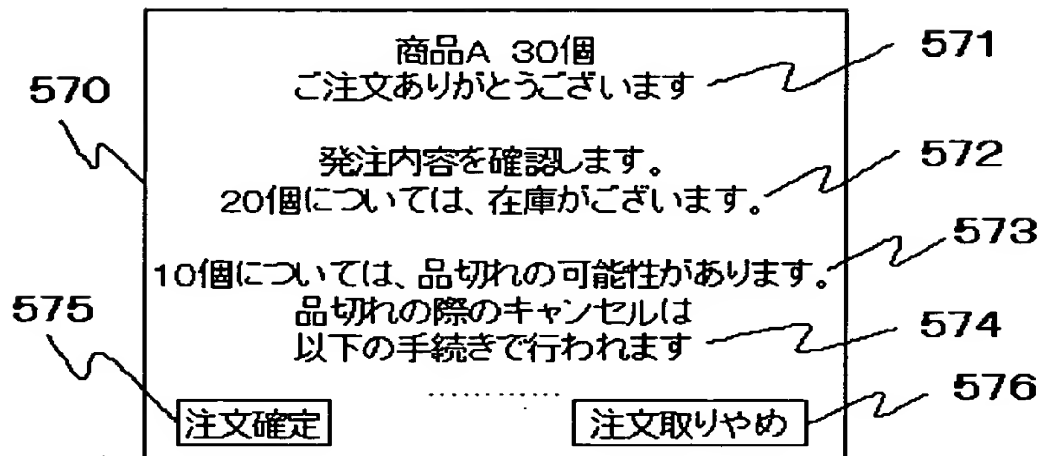 商品A 30個
571
ご注文ありがとうございます
570
発注内容を確認します。
572
20個については、在庫がございます。
573
10個については、品切れの可能性があります。
575
品切れの際のキャンセルは
574
以下の手続きで行われます
............
576
注文確定
注文取りやめ